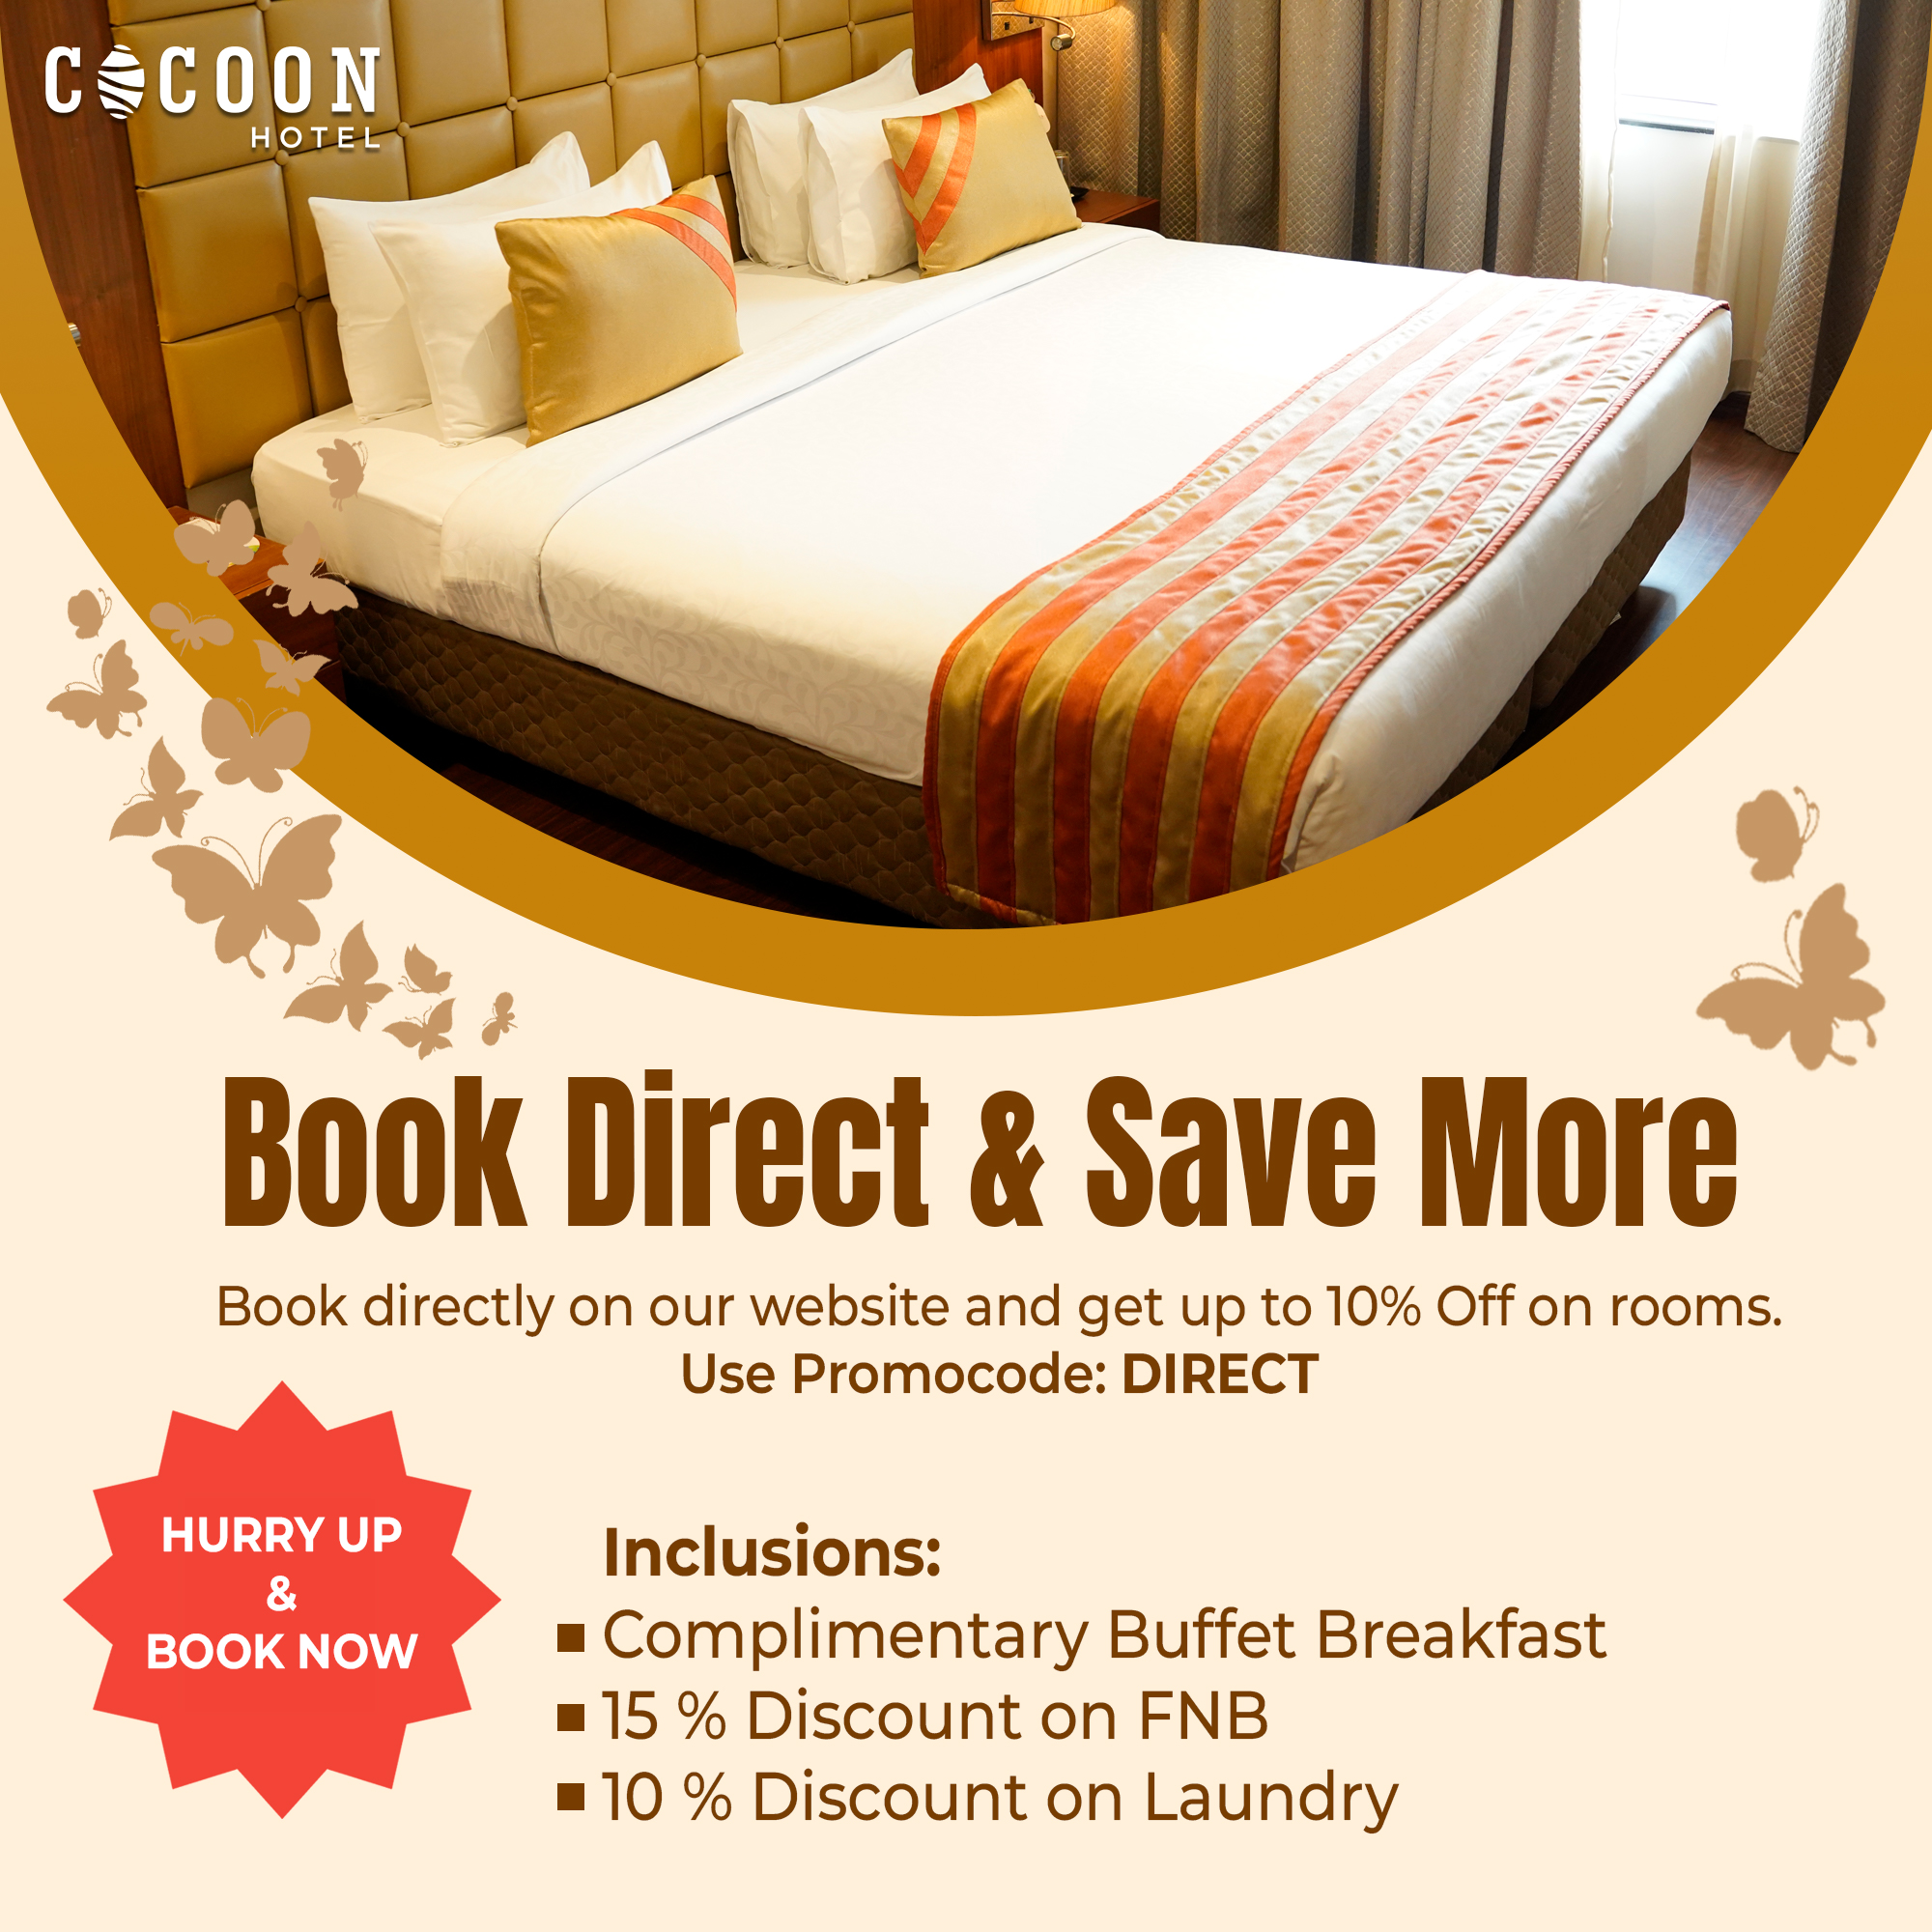 COCOON
HOTEL
Book Direct & Save More
Book directly on our website and get up to 10% Off on rooms.
Use Promocode: DIRECT
HURRY UP
&
BOOK NOW
Inclusions:
▪ Complimentary Buffet Breakfast
▪ 15 % Discount on FNB
▪ 10 % Discount on Laundry